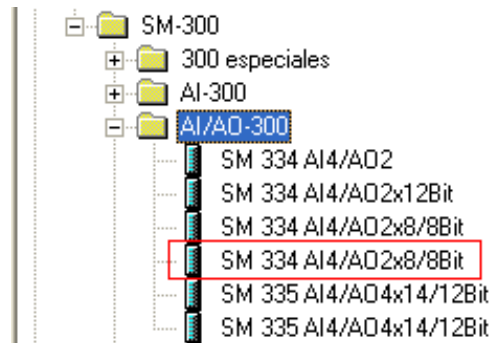 SM-300
300 especiales
AI-300
AI/AO-300
SM 334 AI4/AO2
SM 334 AI4/AO2x12Bit
SM 334 AI4/AO2x8/8Bit
SM 334 AI4/AO2x8/8Bit
SM 335 AI4/AO4x14/12Bit
SM 335 AI4/AO4x14/12Bit